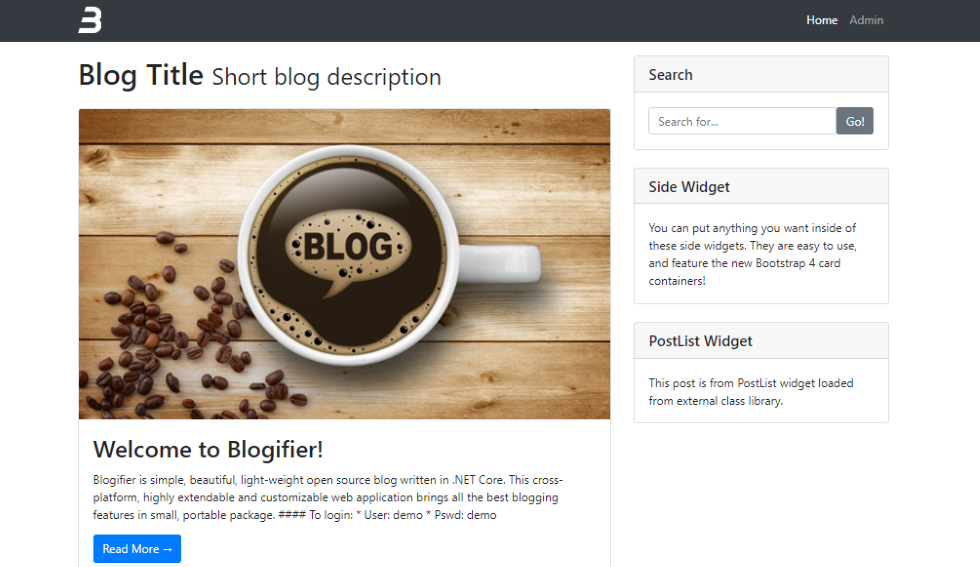 Home Admin
Blog Title Short blog description
BLOG
Welcome to Blogifier!
Blogifier is simple, beautiful, light-weight open source blog written in .NET Core. This cross-
platform, highly extendable and customizable web application brings all the best blogging
features in small, portable package. #### To login: * User: demo * Pswd: demo
Read More →
Search
Search for...
Go!
Side Widget
You can put anything you want inside of
these side widgets. They are easy to use,
and feature the new Bootstrap 4 card
containers!
PostList Widget
This post is from PostList widget loaded
from external class library.